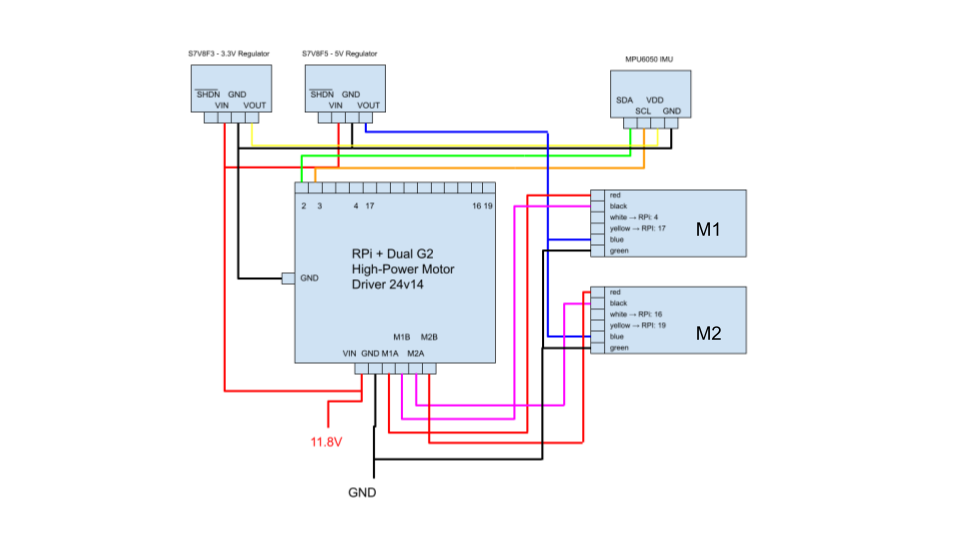 S7V8F3 - 3.3V Regulator
S7V8F5 - 5V Regulator
MPU6050 IMU
SHDN GND
VIN VOUT
SHDN GND
VIN VOUT
SDA VDD
SCL GND
2 3 4 17 16 19
RPi + Dual G2
High-Power Motor
Driver 24v14
GND
M1B M2B
VIN GND M1A M2A
red
black
white → RPi: 4
yellow → RPi: 17
blue
green
M1
red
black
white → RPi: 16
yellow → RPi: 19
blue
green
M2
11.8V
GND